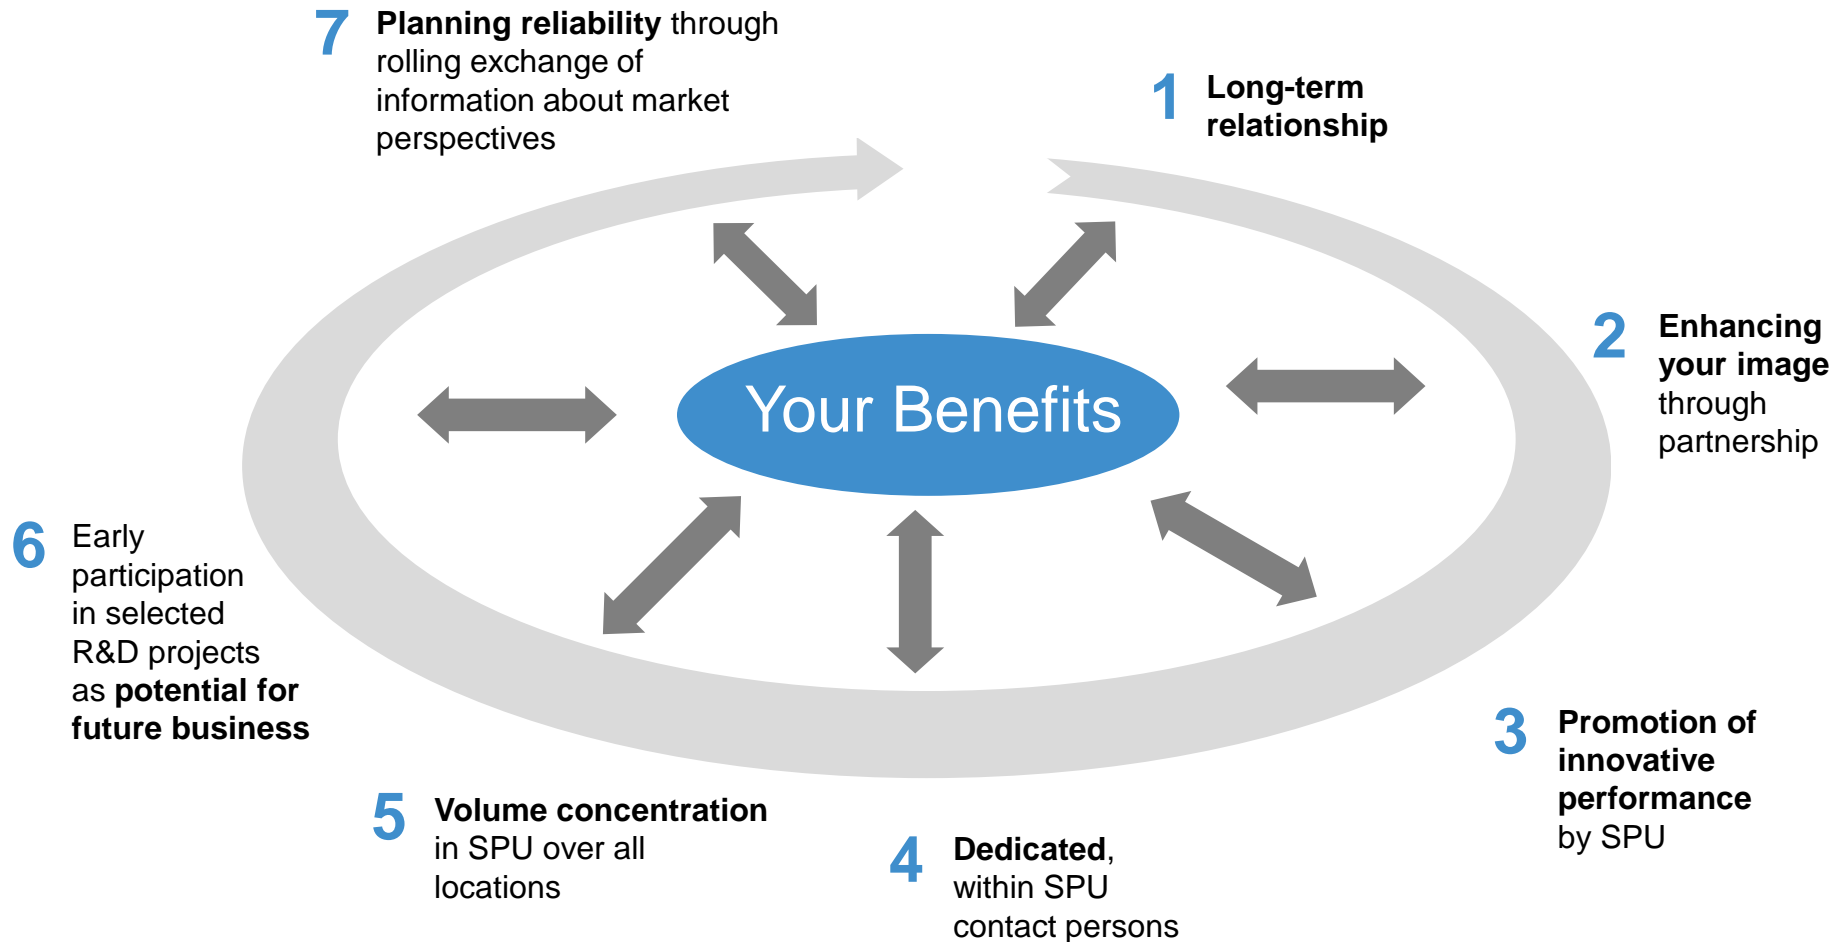 7 Planning reliability through
rolling exchange of
information about market
perspectives
1 Long-term
relationship
2 Enhancing
your image
through
partnership
Your Benefits
3 Promotion of
innovative
performance
by SPU
4 Dedicated,
within SPU
contact persons
5 Volume concentration
in SPU over all
locations
6 Early
participation
in selected
R&D projects
as potential for
future business